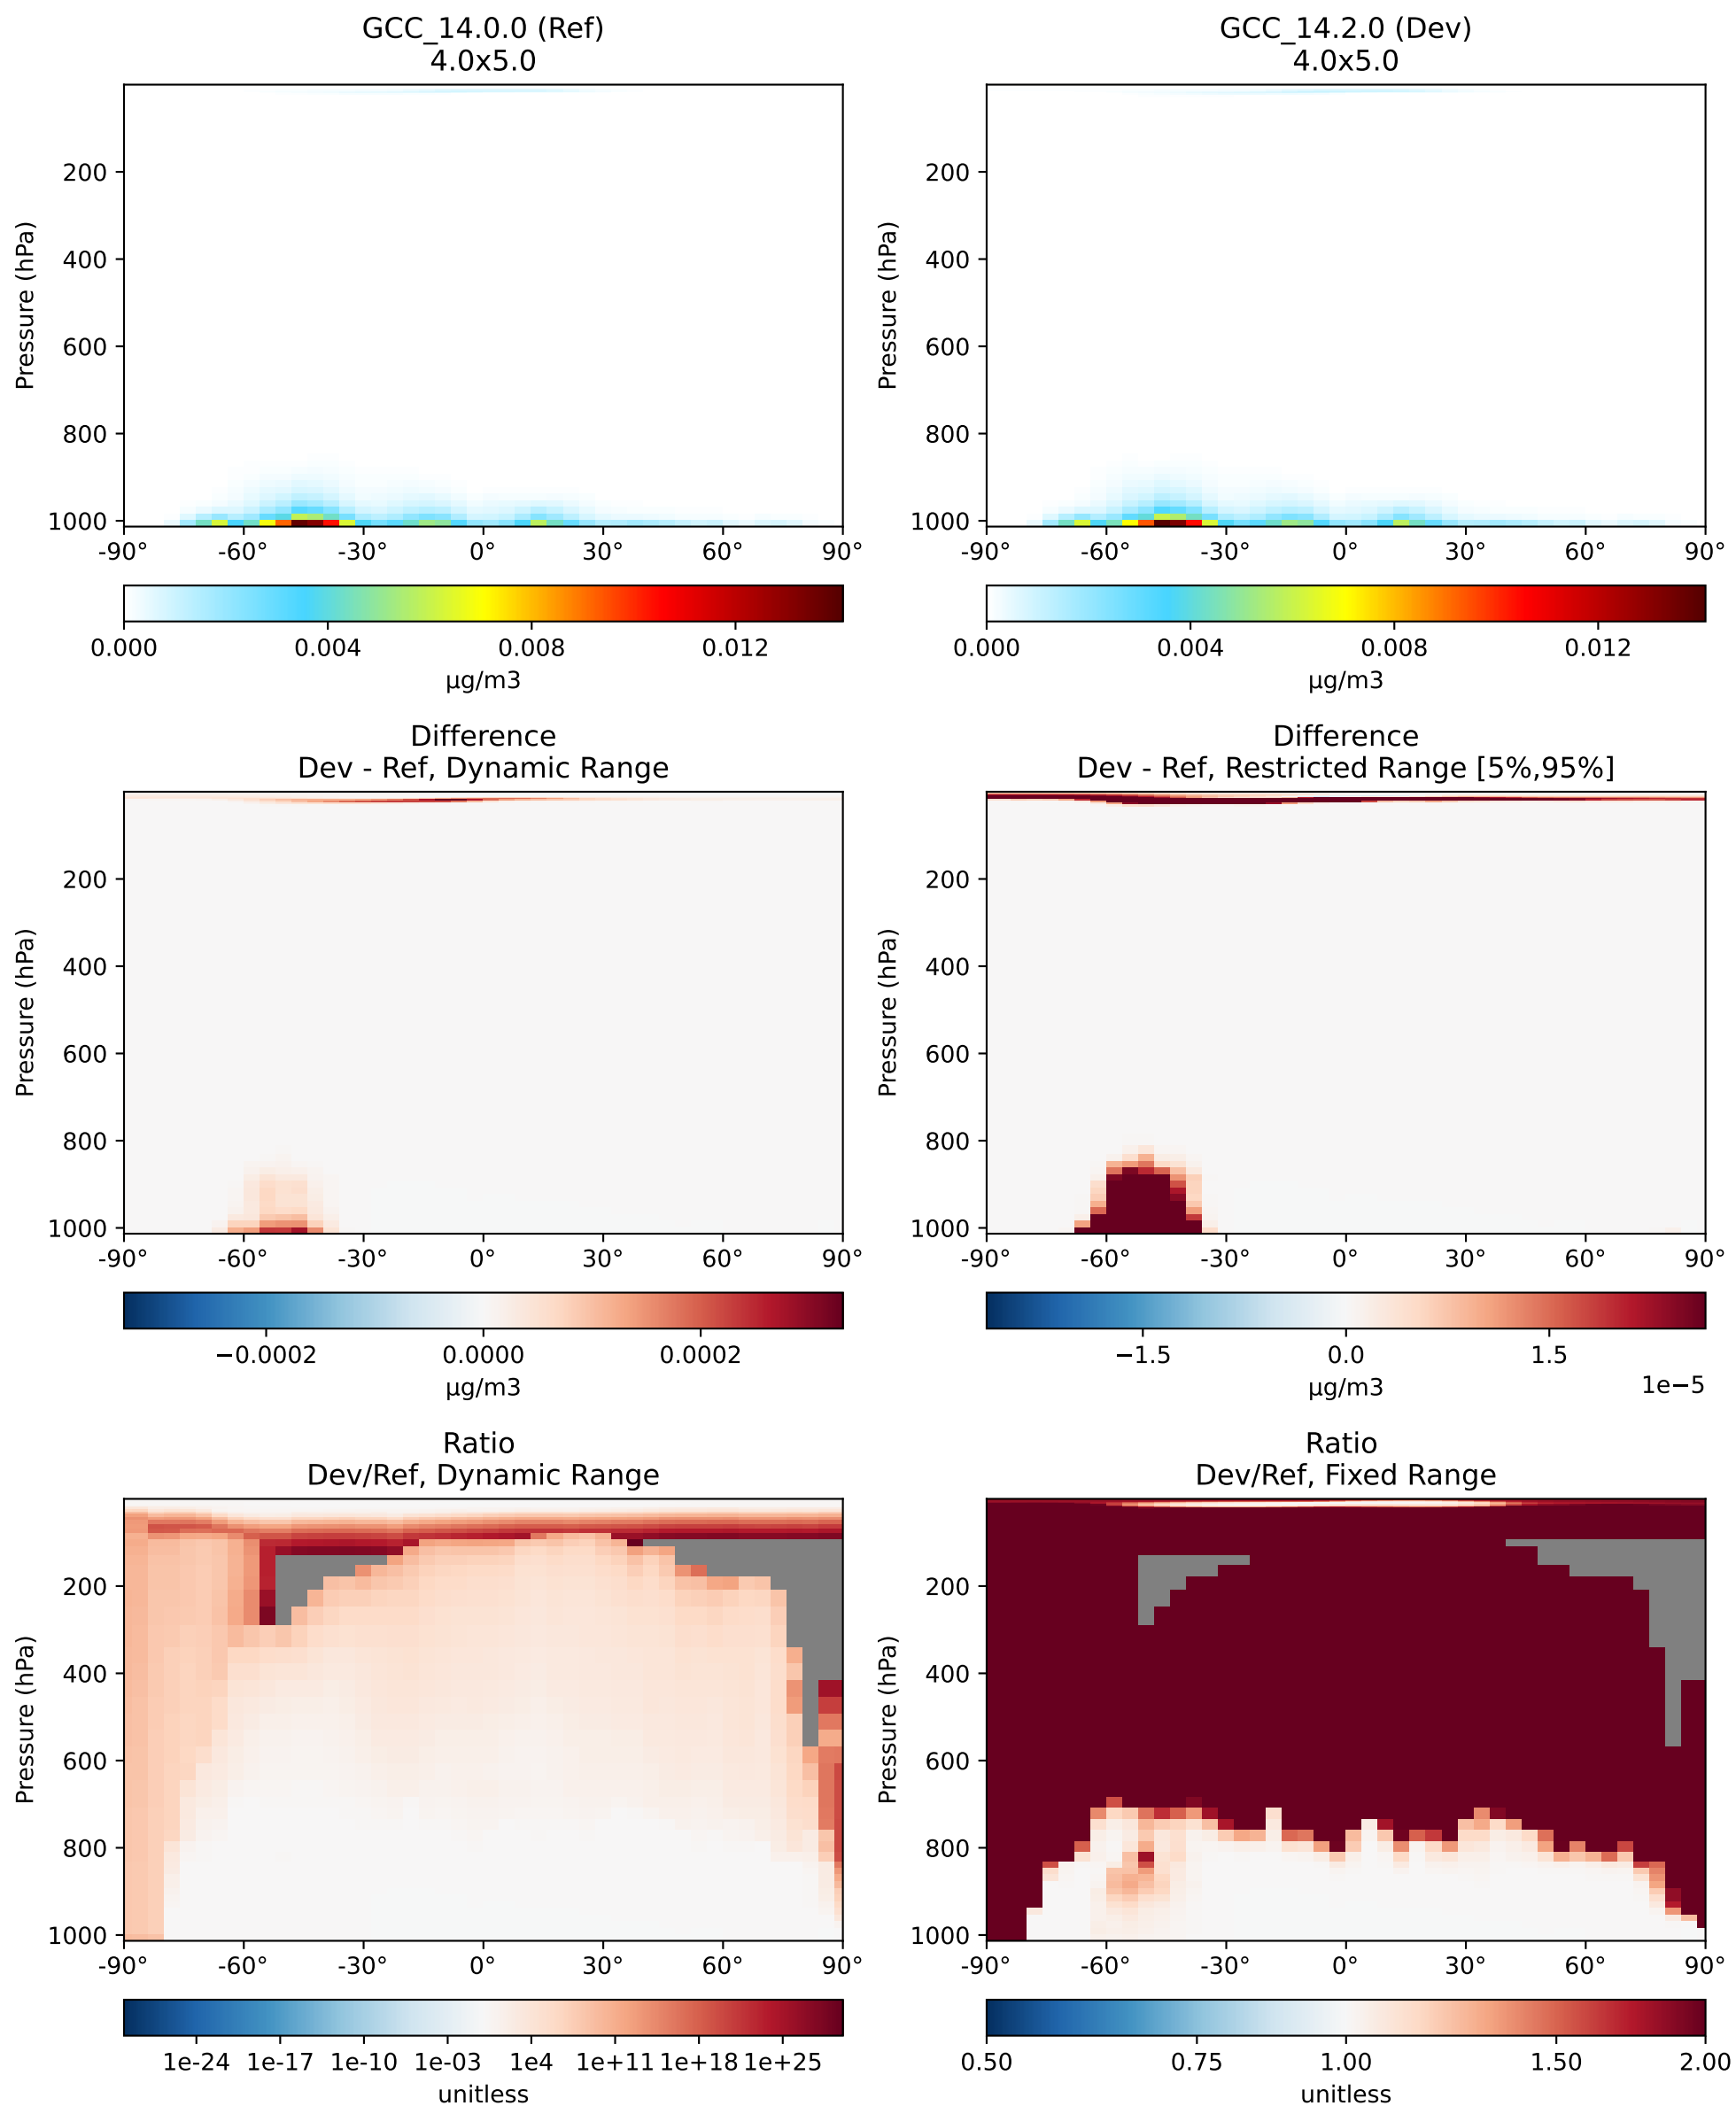 GCC_14.0.0 (Ref)
4.0x5.0
Pressure (hPa)
200
400
600
800
1000
-90° -60° -30° 0° 30° 60° 90°
0.000 0.004 0.008 0.012
μg/m3
GCC_14.2.0 (Dev)
4.0x5.0
Pressure (hPa)
200
400
600
800
1000
-90° -60° -30° 0° 30° 60° 90°
0.000 0.004 0.008 0.012
μg/m3
Difference
Dev - Ref, Dynamic Range
Pressure (hPa)
200
400
600
800
1000
-90° -60° -30° 0° 30° 60° 90°
−0.0002 0.0000 0.0002
μg/m3
Difference
Dev - Ref, Restricted Range [5%,95%]
Pressure (hPa)
200
400
600
800
1000
-90° -60° -30° 0° 30° 60° 90°
−1.5 0.0 1.5
1e−5
μg/m3
Ratio
Dev/Ref, Dynamic Range
Pressure (hPa)
200
400
600
800
1000
-90° -60° -30° 0° 30° 60° 90°
1e-24 1e-17 1e-10 1e-03 1e4 1e+11 1e+18 1e+25
unitless
Ratio
Dev/Ref, Fixed Range
Pressure (hPa)
200
400
600
800
1000
-90° -60° -30° 0° 30° 60° 90°
0.50 0.75 1.00 1.50 2.00
unitless